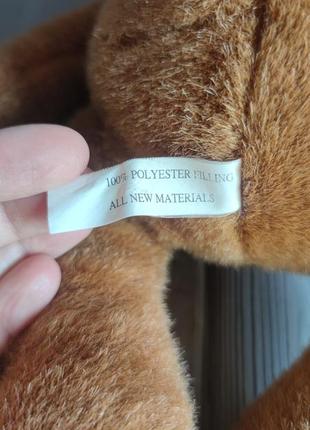 100% POLYESTER FILLING
ALL NEW MATERIALS